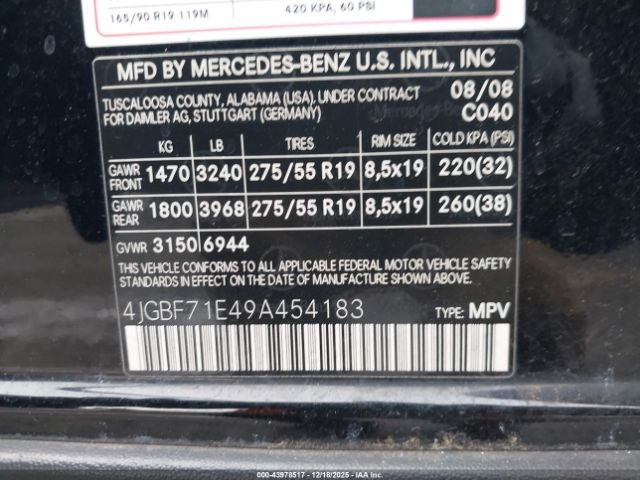 165/90 R19 119M 420 KPA, 60 PSI
MFD BY MERCEDES-BENZ U.S. INTL., INC
TUSCALOOSA COUNTY, ALABAMA (USA), UNDER CONTRACT 08/08
FOR DAIMLER AG, STUTTGART (GERMANY) C040
KG LB TIRES RIM SIZE COLD KPA (PSI)
GAWR FRONT 1470 3240 275/55 R19 8,5x19 220(32)
GAWR REAR 1800 3968 275/55 R19 8,5x19 260(38)
GVWR 3150 6944
THIS VEHICLE CONFORMS TO ALL APPLICABLE FEDERAL MOTOR VEHICLE SAFETY
STANDARDS IN EFFECT ON THE DATE OF MANUFACTURE SHOWN ABOVE.
4JGBF71E49A454183 TYPE: MPV
IAA 000-43978517 | 12/18/2025 | IAAI.COM